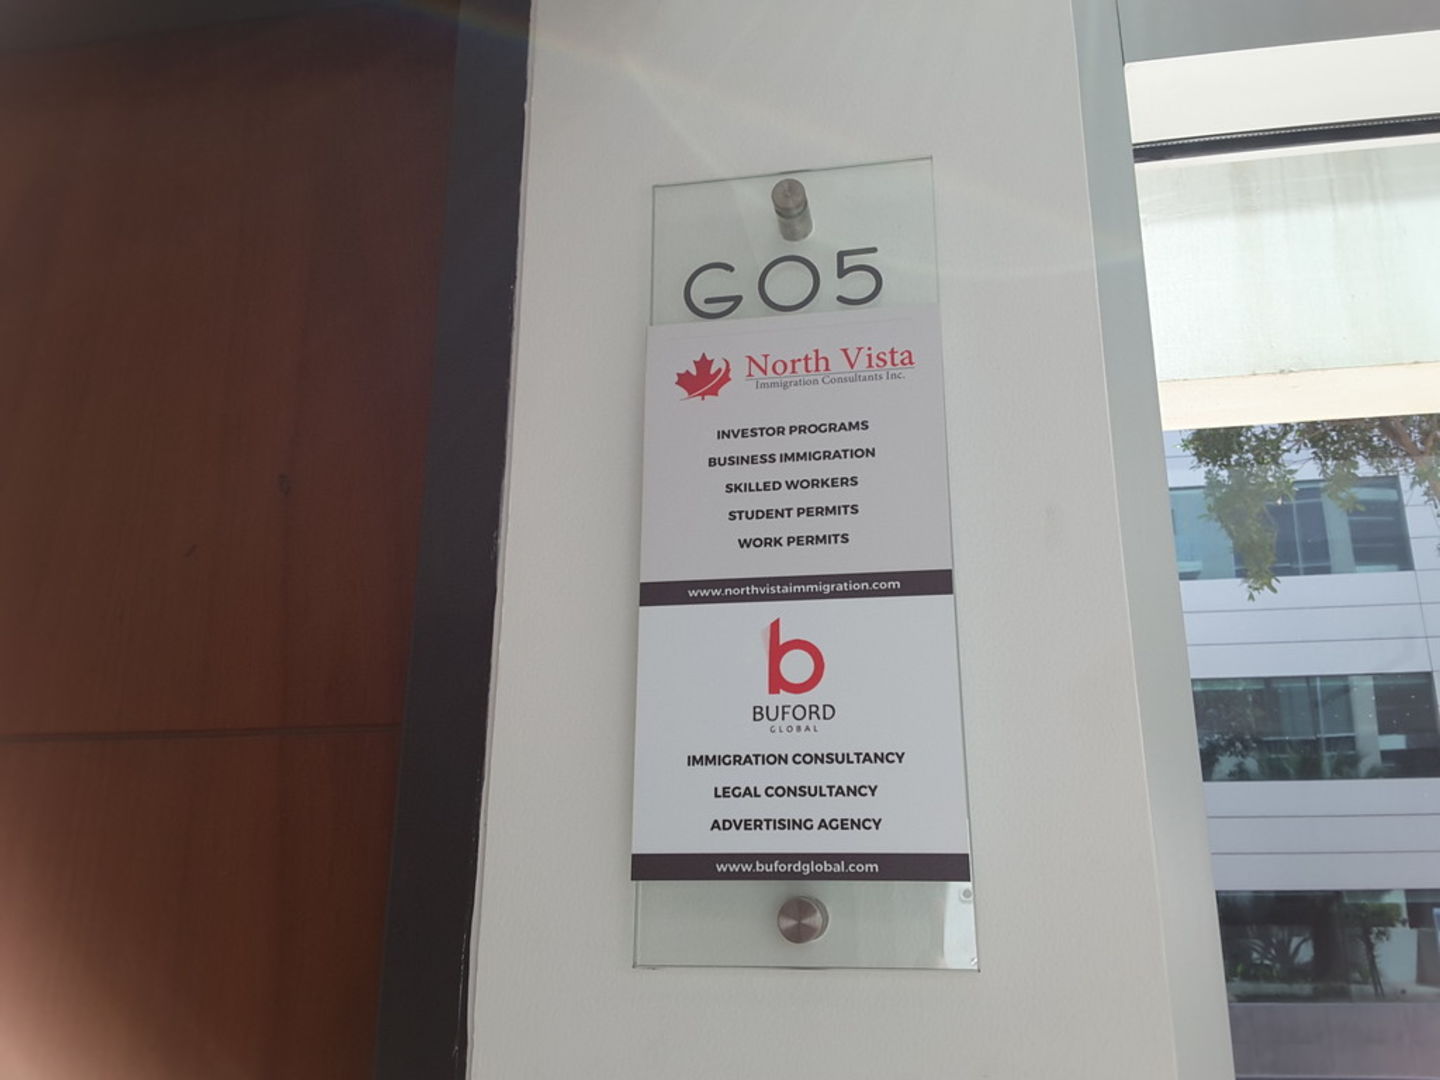 G05
North Vista
Immigration Consultants Inc.
INVESTOR PROGRAMS
BUSINESS IMMIGRATION
SKILLED WORKERS
STUDENT PERMITS
WORK PERMITS
www.northvistaimmigration.com
b
BUFORD
GLOBAL
IMMIGRATION CONSULTANCY
LEGAL CONSULTANCY
ADVERTISING AGENCY
www.bufordglobal.com